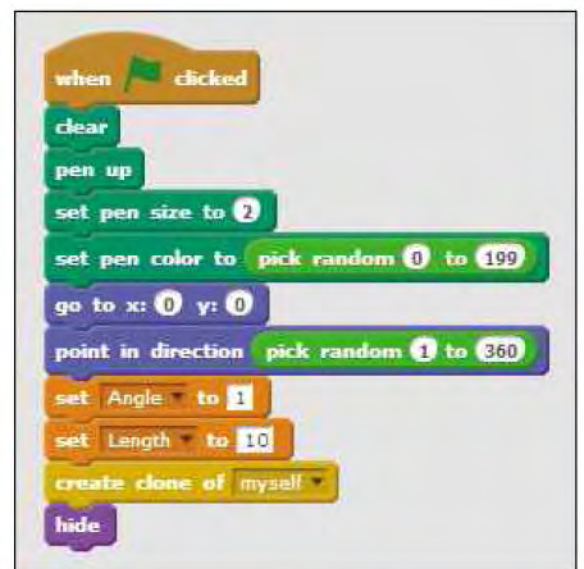 when clicked
clear
pen up
set pen size to 2
set pen color to pick random 0 to 199
go to x: 0 y: 0
point in direction pick random 1 to 360
set Angle to 1
set Length to 10
create clone of myself
hide